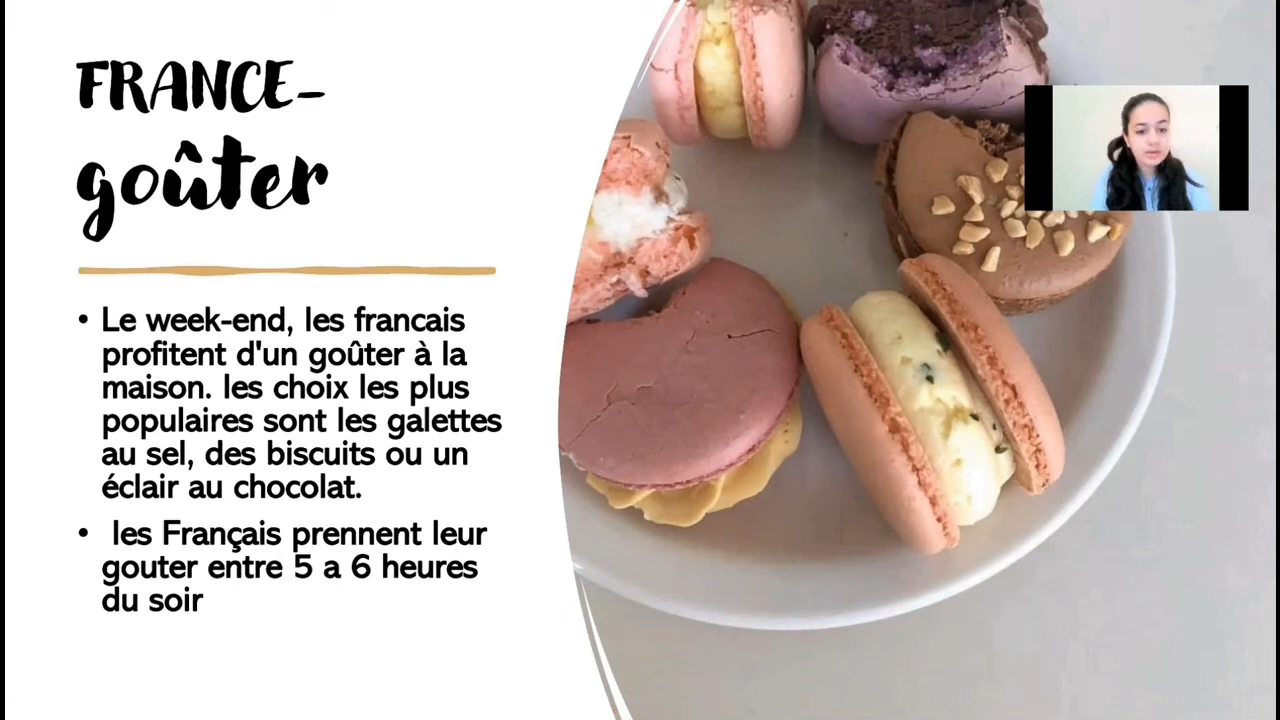 FRANCE-
goûter
• Le week-end, les francais
profitent d'un goûter à la
maison. les choix les plus
populaires sont les galettes
au sel, des biscuits ou un
éclair au chocolat.
• les Français prennent leur
gouter entre 5 a 6 heures
du soir